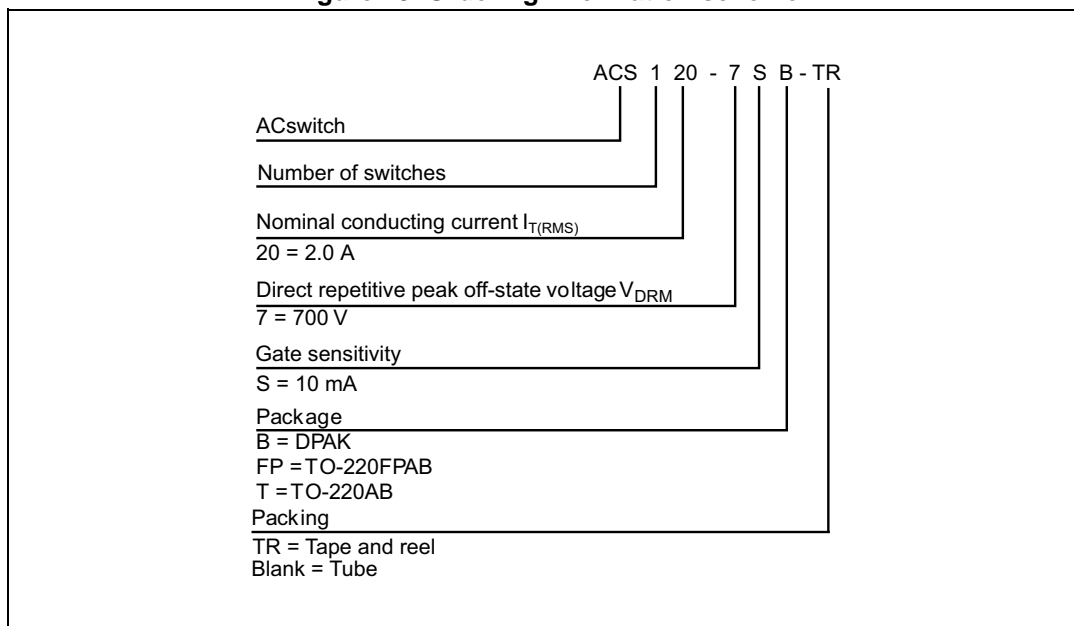 ACS 1 20 - 7 S B - TR
ACswitch
Number of switches
Nominal conducting current IT(RMS)
20 = 2.0 A
Direct repetitive peak off-state voltage VDRM
7 = 700 V
Gate sensitivity
S = 10 mA
Package
B = DPAK
FP = TO-220FPAB
T = TO-220AB
Packing
TR = Tape and reel
Blank = Tube